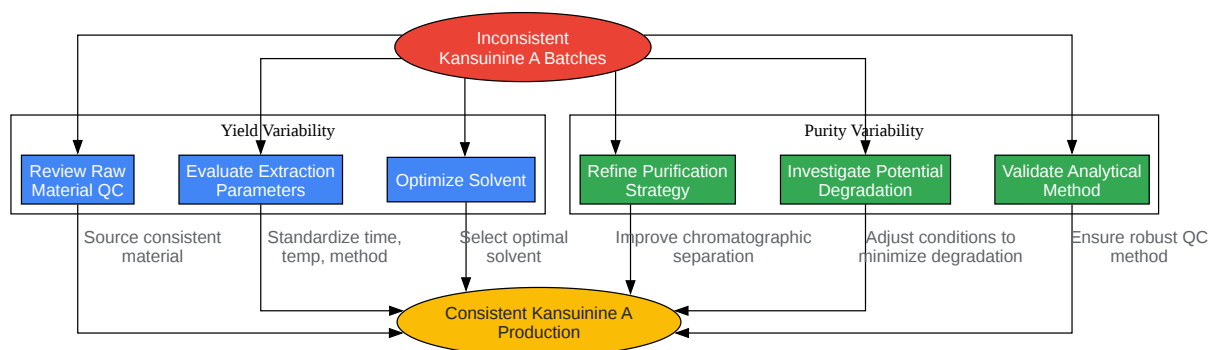 Inconsistent
Kansuinine A Batches
Yield Variability
Purity Variability
Review Raw
Material QC
Evaluate Extraction
Parameters
Optimize Solvent
Refine Purification
Strategy
Investigate Potential
Degradation
Validate Analytical
Method
Source consistent
material
Standardize time,
temp, method
Select optimal
solvent
Improve chromatographic
separation
Adjust conditions to
minimize degradation
Ensure robust QC
method
Consistent Kansuinine A
Production